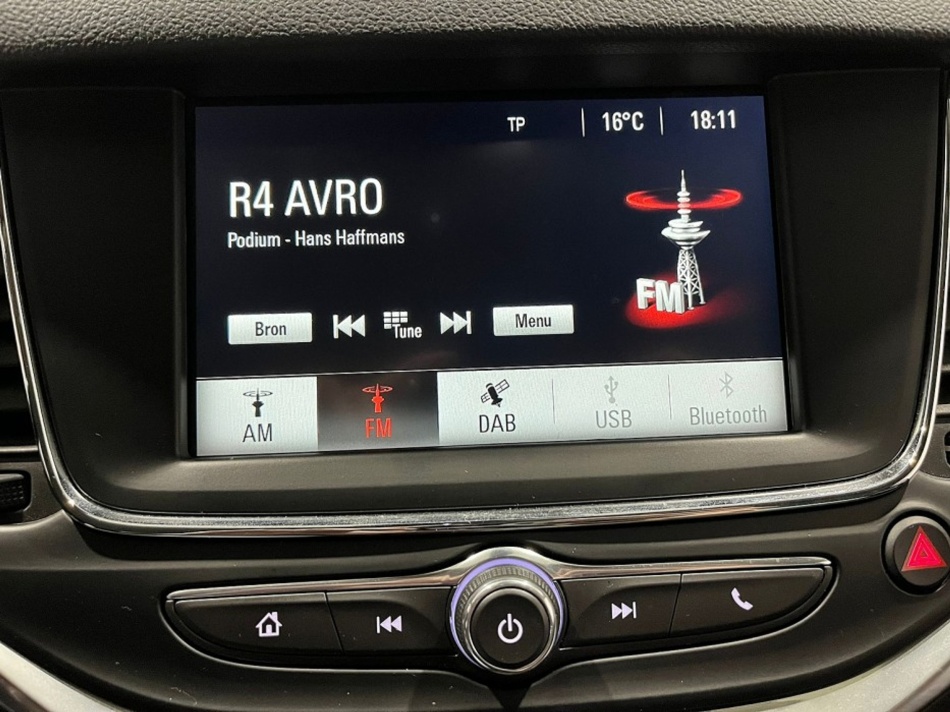 TP 16°C 18:11
R4 AVRO
Podium - Hans Haffmans
FM
Bron Tune Menu
AM FM DAB USB Bluetooth